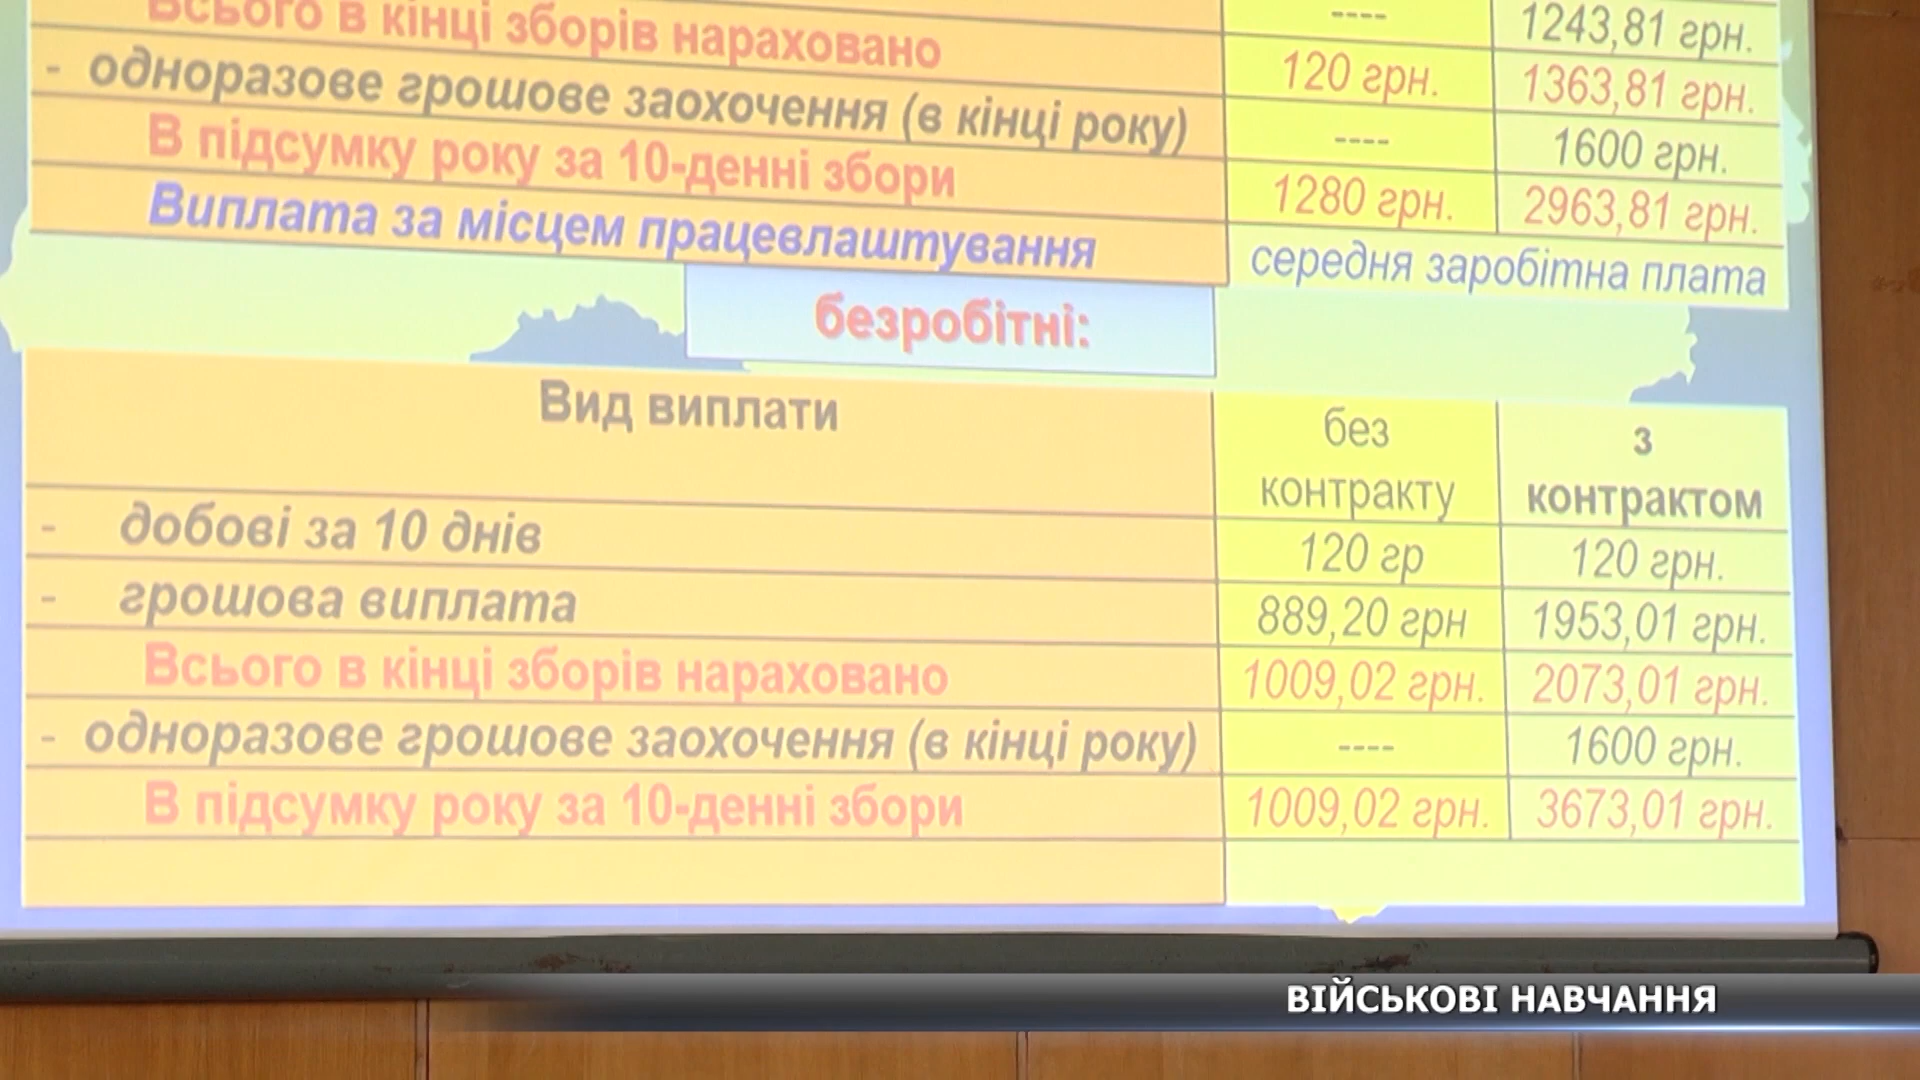 ---- 1243,81 грн.
Всього в кінці зборів нараховано 120 грн. 1363,81 грн.
- одноразове грошове заохочення (в кінці року) ---- 1600 грн.
В підсумку року за 10-денні збори 1280 грн. 2963,81 грн.
Виплата за місцем працевлаштування середня заробітна плата
безробітні:
Вид виплати без контракту з контрактом
- добові за 10 днів 120 гр 120 грн.
- грошова виплата 889,20 грн 1953,01 грн.
Всього в кінці зборів нараховано 1009,02 грн. 2073,01 грн.
- одноразове грошове заохочення (в кінці року) ---- 1600 грн.
В підсумку року за 10-денні збори 1009,02 грн. 3673,01 грн.
ВІЙСЬКОВІ НАВЧАННЯ